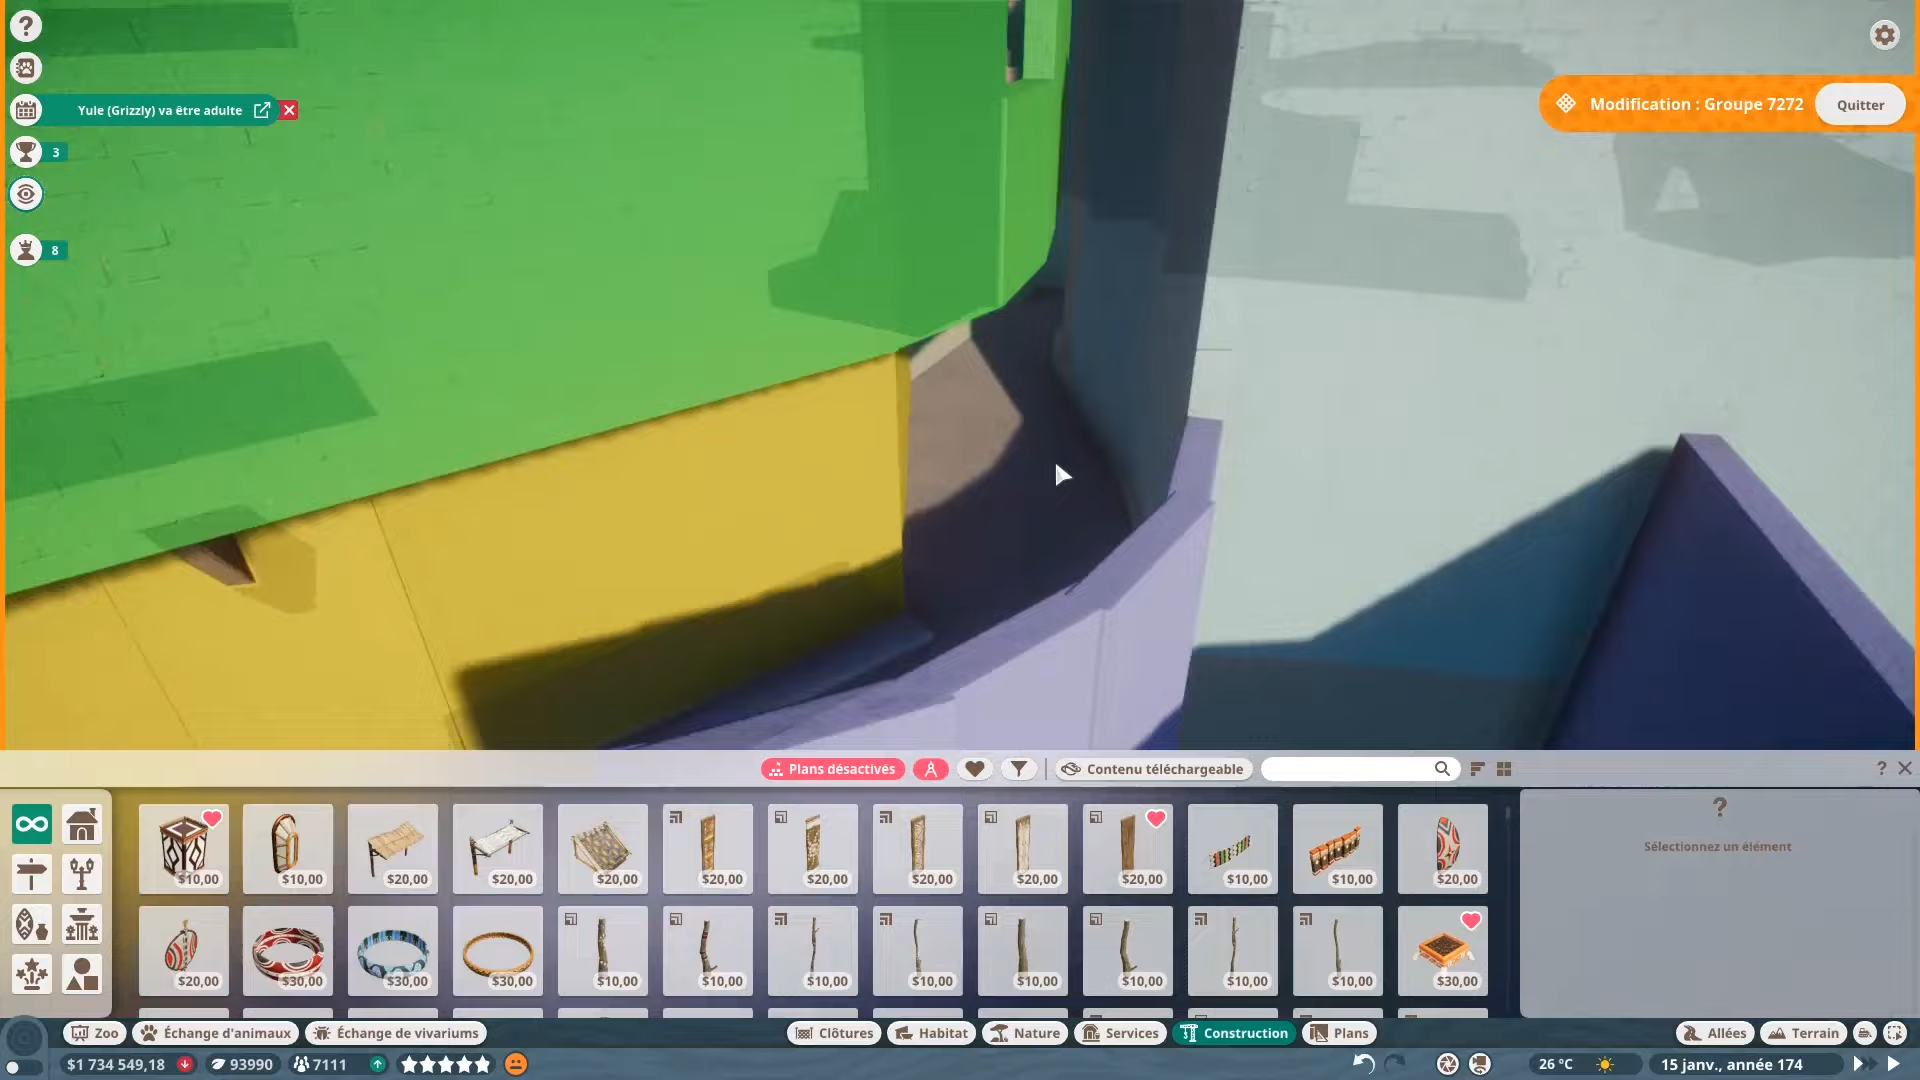 ?
Yule (Grizzly) va être adulte
3
8
Modification : Groupe 7272
Quitter
Plans désactivés
Contenu téléchargeable
?
$10,00
$10,00
$20,00
$20,00
$20,00
$20,00
$20,00
$20,00
$20,00
$20,00
$10,00
$10,00
$20,00
$20,00
$30,00
$30,00
$30,00
$10,00
$10,00
$10,00
$10,00
$10,00
$10,00
$10,00
$10,00
$30,00
?
Sélectionnez un élément
Zoo
Échange d'animaux
Échange de vivariums
Clôtures
Habitat
Nature
Services
Construction
Plans
Allées
Terrain
$1 734 549,18
93990
7111
26 °C
15 janv., année 174